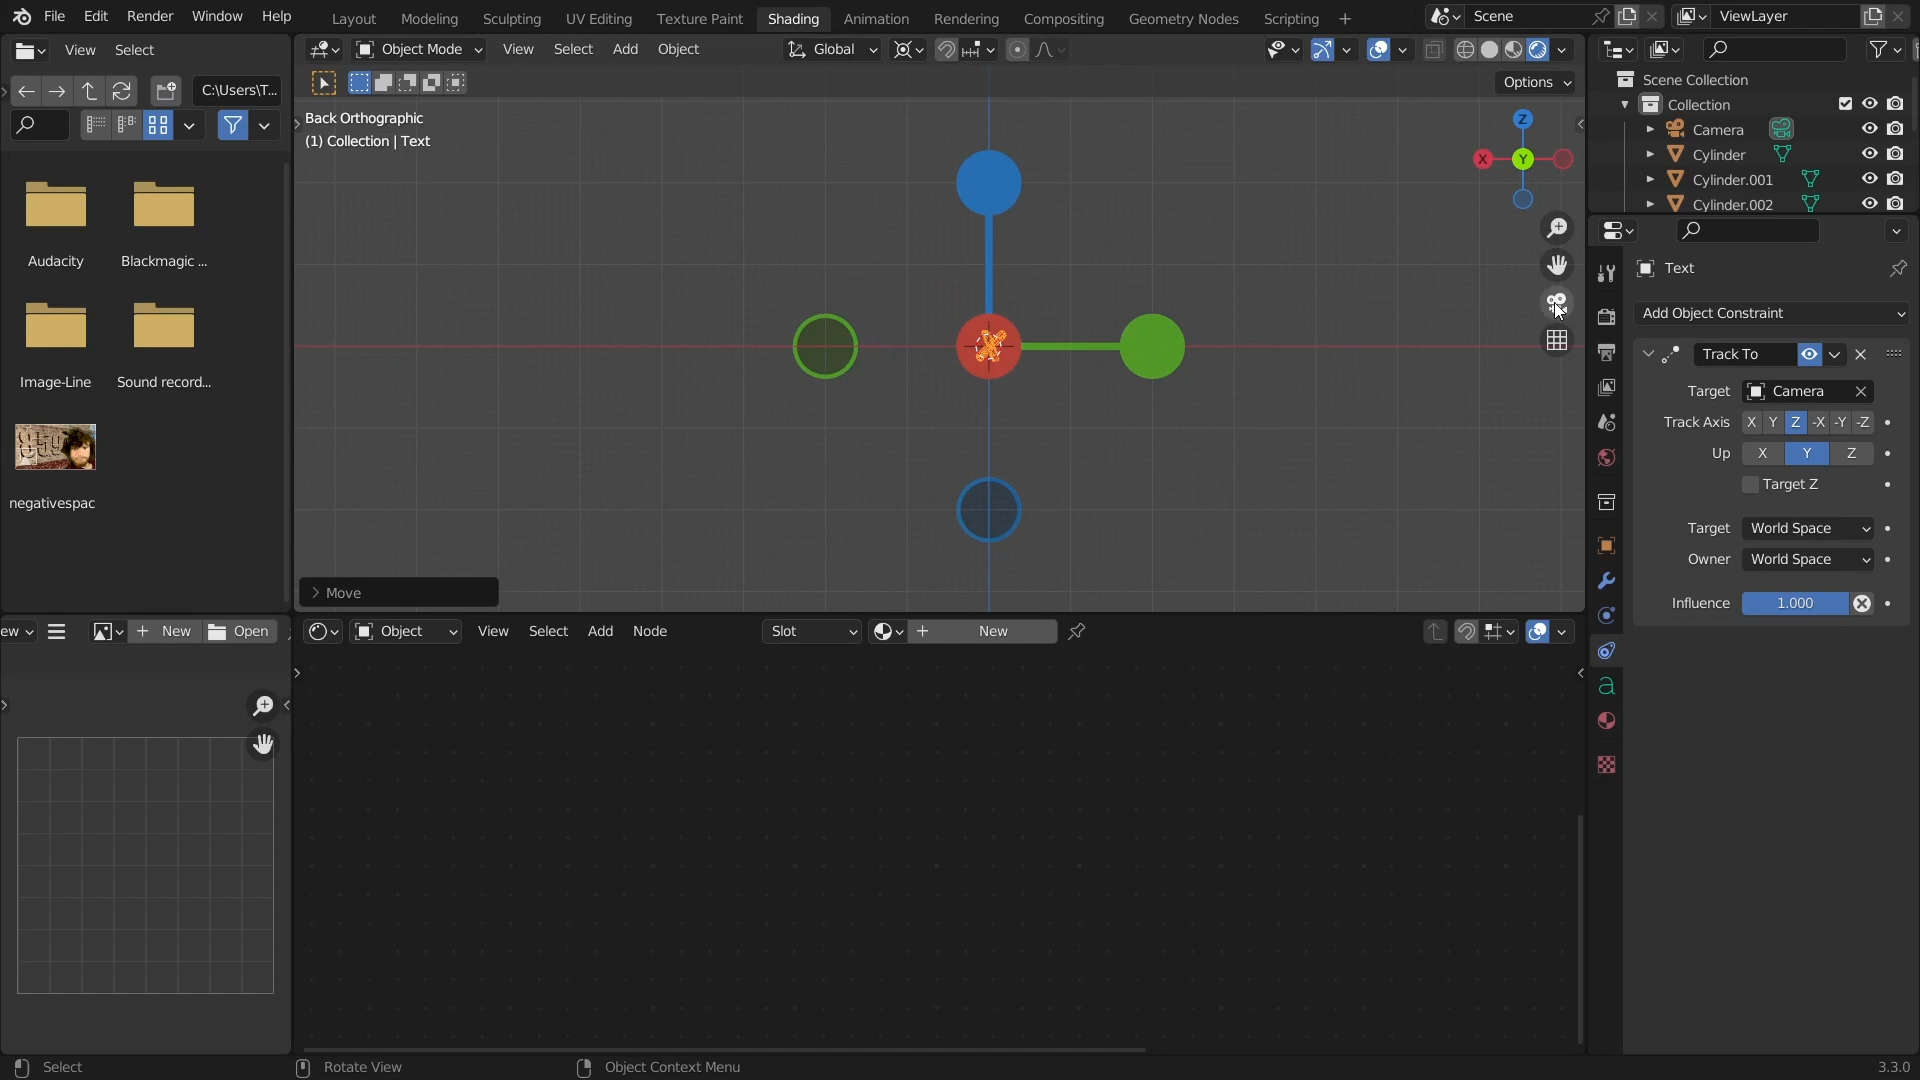 File Edit Render Window Help
Layout Modeling Sculpting UV Editing Texture Paint Shading Animation Rendering Compositing Geometry Nodes Scripting +
Scene
ViewLayer
View Select
C:\Users\T...
Audacity
Blackmagic ...
Image-Line
Sound record...
negativespac
Object Mode View Select Add Object
Global
Options
Back Orthographic
(1) Collection | Text
Z
X
Y
X
Move
Scene Collection
Collection
Camera
Cylinder
Cylinder.001
Cylinder.002
Text
Add Object Constraint
Track To
Target Camera
Track Axis X Y Z -X -Y -Z
Up X Y Z
Target Z
Target World Space
Owner World Space
Influence 1.000
ew
+ New Open
Object View Select Add Node
Slot
+ New
Select
Rotate View
Object Context Menu
3.3.0